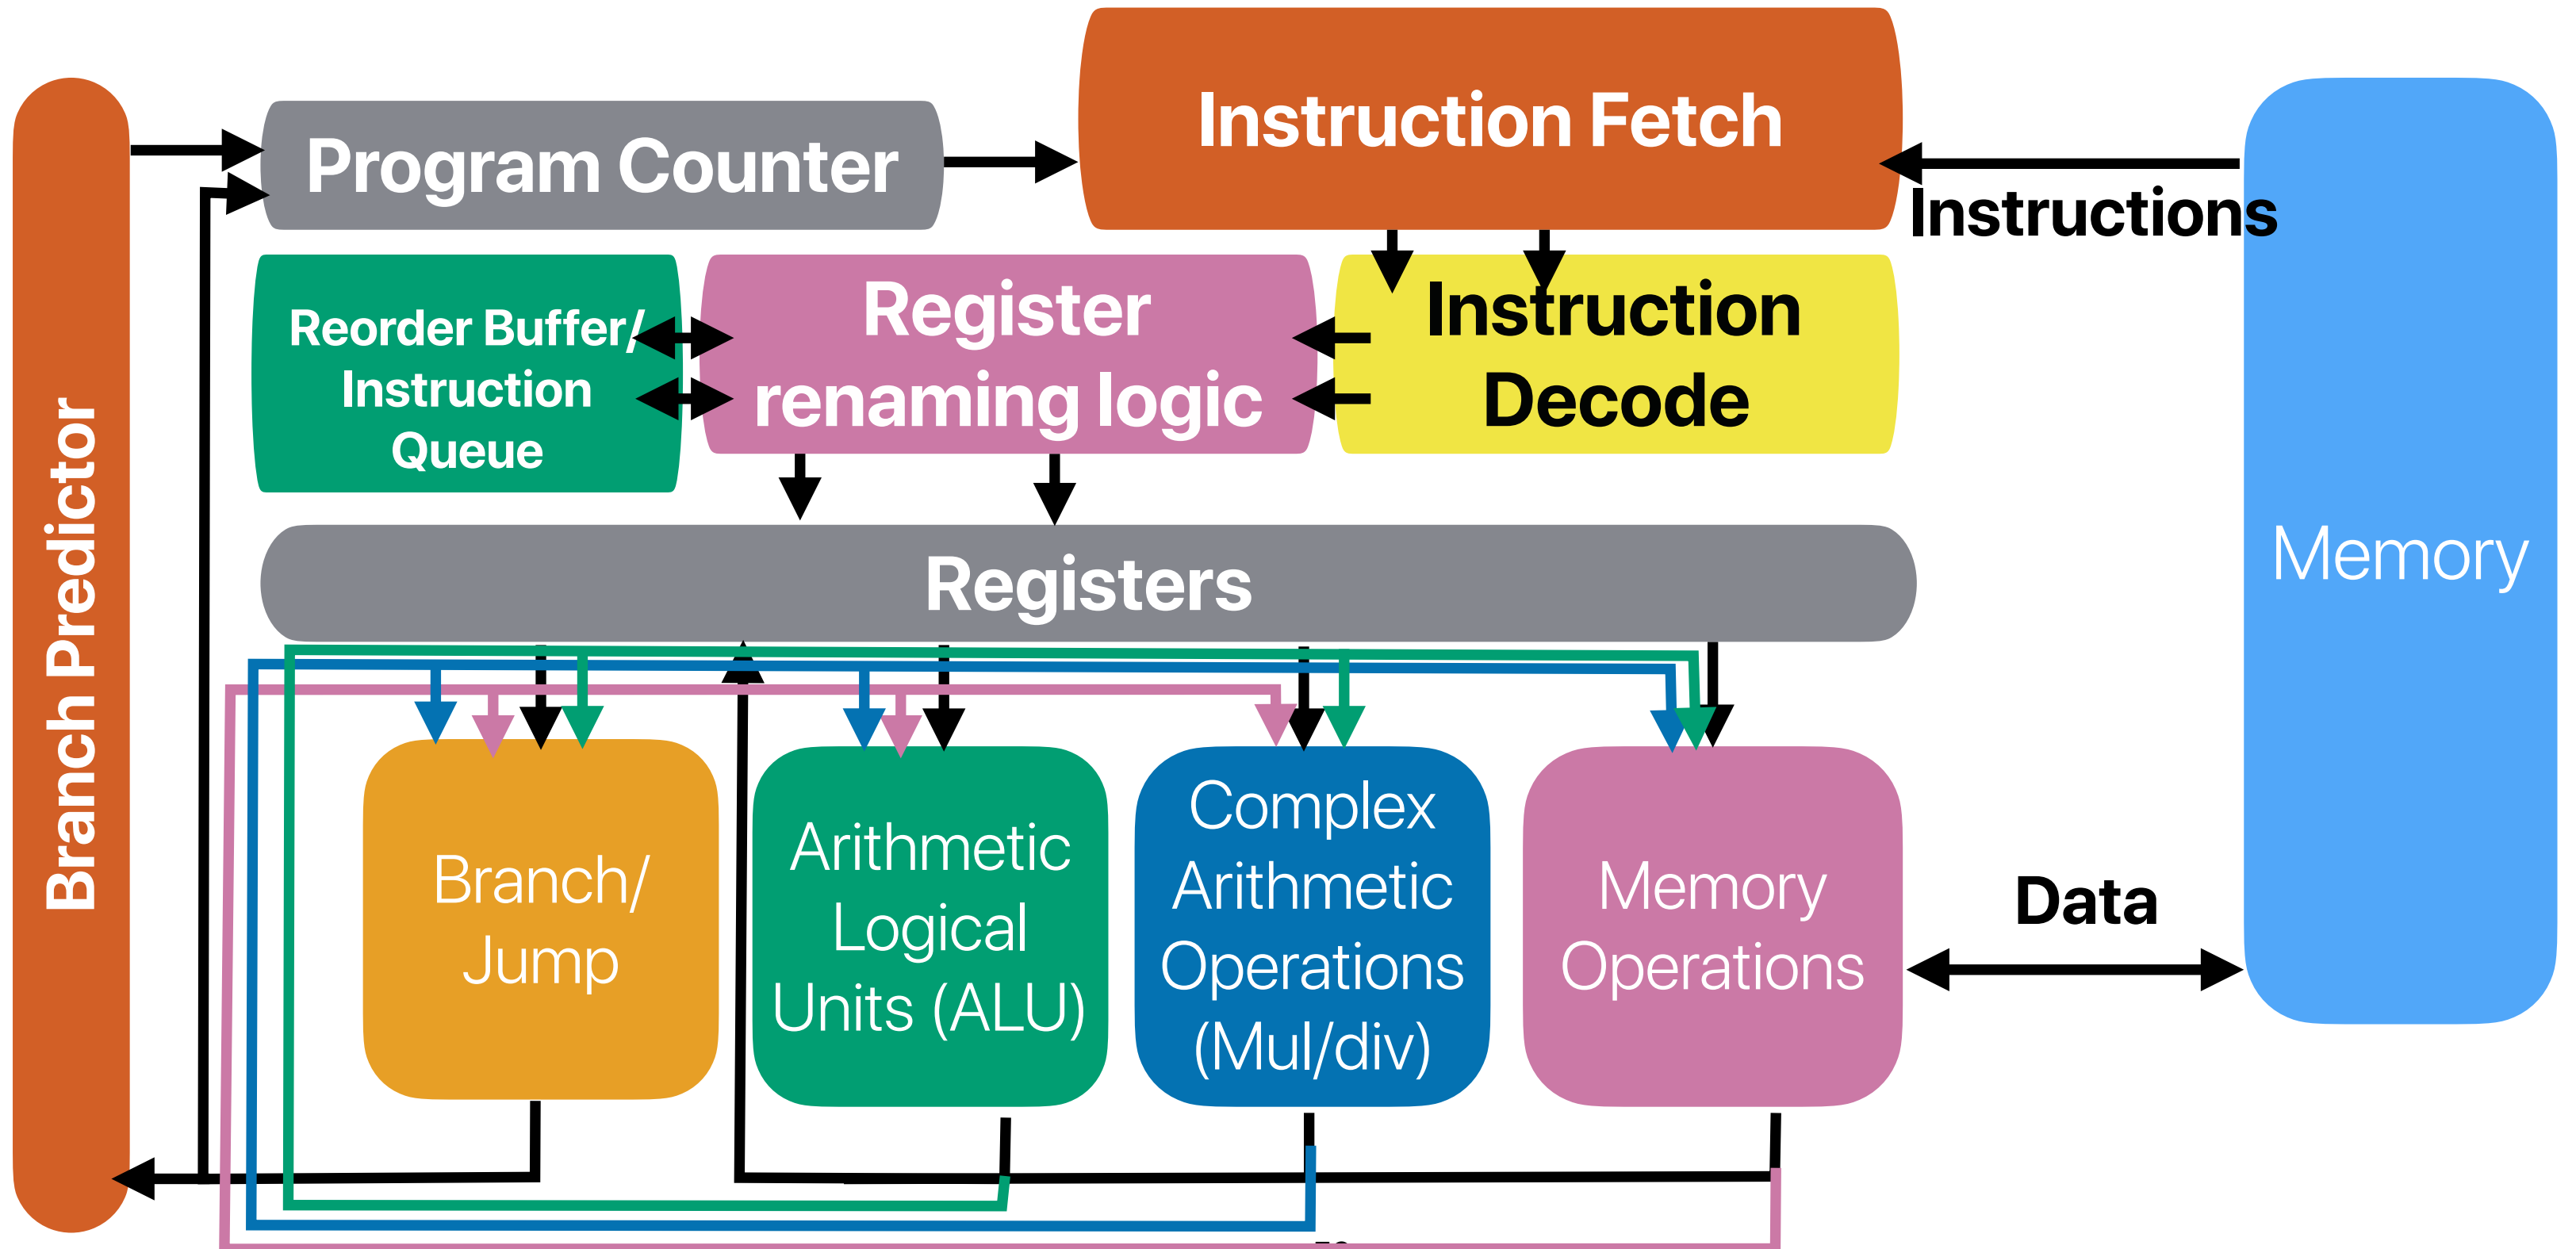 Instruction Fetch
Program Counter
Instructions
Reorder Buffer/
Instruction
Queue
Register
renaming logic
Instruction
Decode
Branch Predictor
Registers
Memory
Branch/
Jump
Arithmetic
Logical
Units (ALU)
Complex
Arithmetic
Operations
(Mul/div)
Memory
Operations
Data